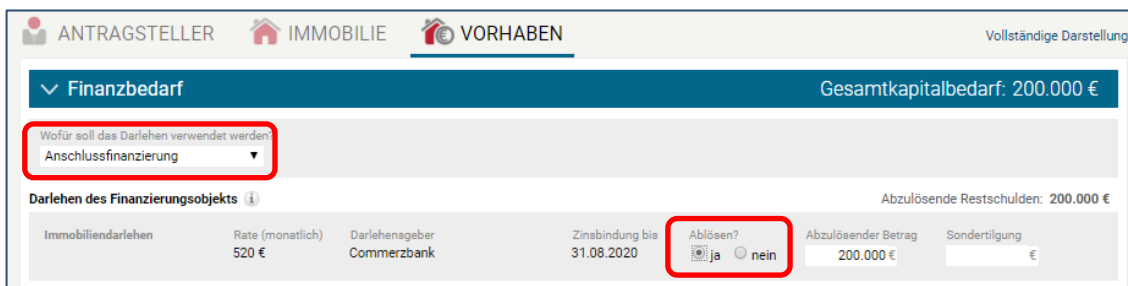 ANTRAGSTELLER IMMOBILIE VORHABEN Vollständige Darstellung
Finanzbedarf Gesamtkapitalbedarf: 200.000 €
Wofür soll das Darlehen verwendet werden?
Anschlussfinanzierung
Darlehen des Finanzierungsobjekts i Abzulösende Restschulden: 200.000 €
Immobiliendarlehen Rate (monatlich) Darlehensgeber Zinsbindung bis Ablösen? Abzulösender Betrag Sondertilgung
520 € Commerzbank 31.08.2020 ja nein 200.000 € €